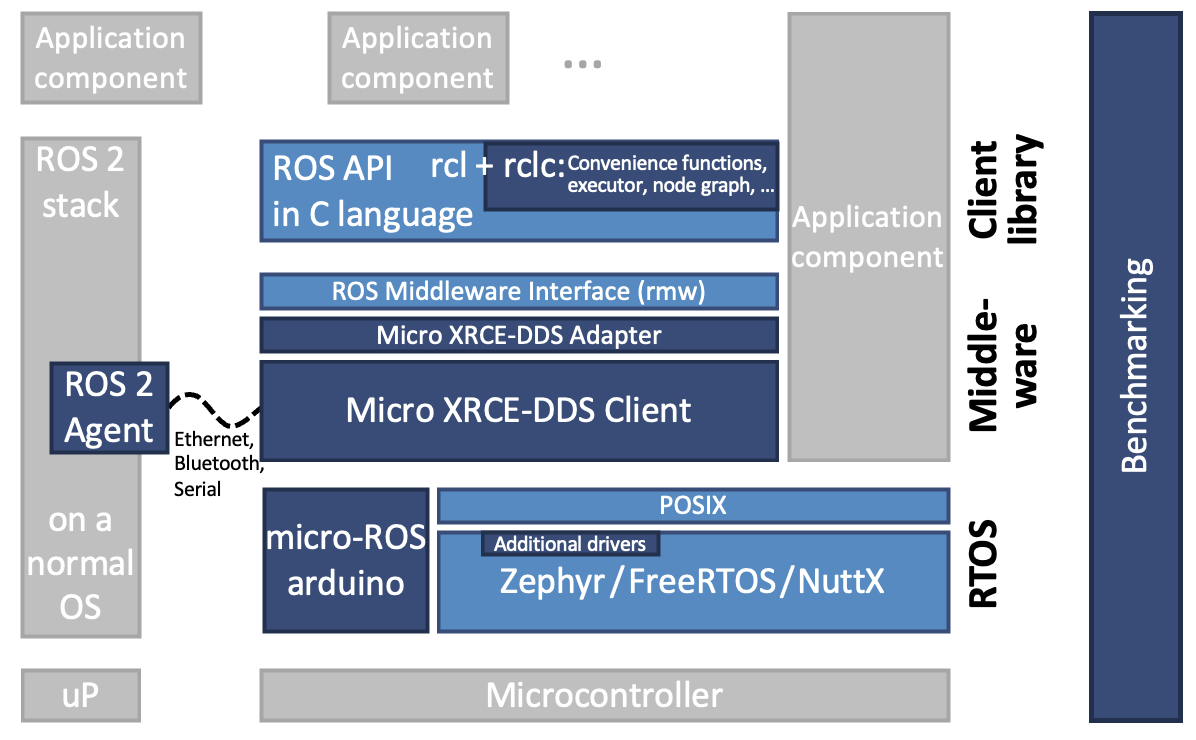 Application
component
Application
component
...
ROS 2
stack
ROS API
in C language
rcl + rclc:
Convenience functions,
executor, node graph, ...
Application
component
Client
library
ROS Middleware Interface (rmw)
Micro XRCE-DDS Adapter
Micro XRCE-DDS Client
Middle-
ware
ROS 2
Agent
Ethernet,
Bluetooth,
Serial
on a
normal
OS
micro-ROS
arduino
POSIX
Additional drivers
Zephyr/FreeRTOS/NuttX
RTOS
uP
Microcontroller
Benchmarking